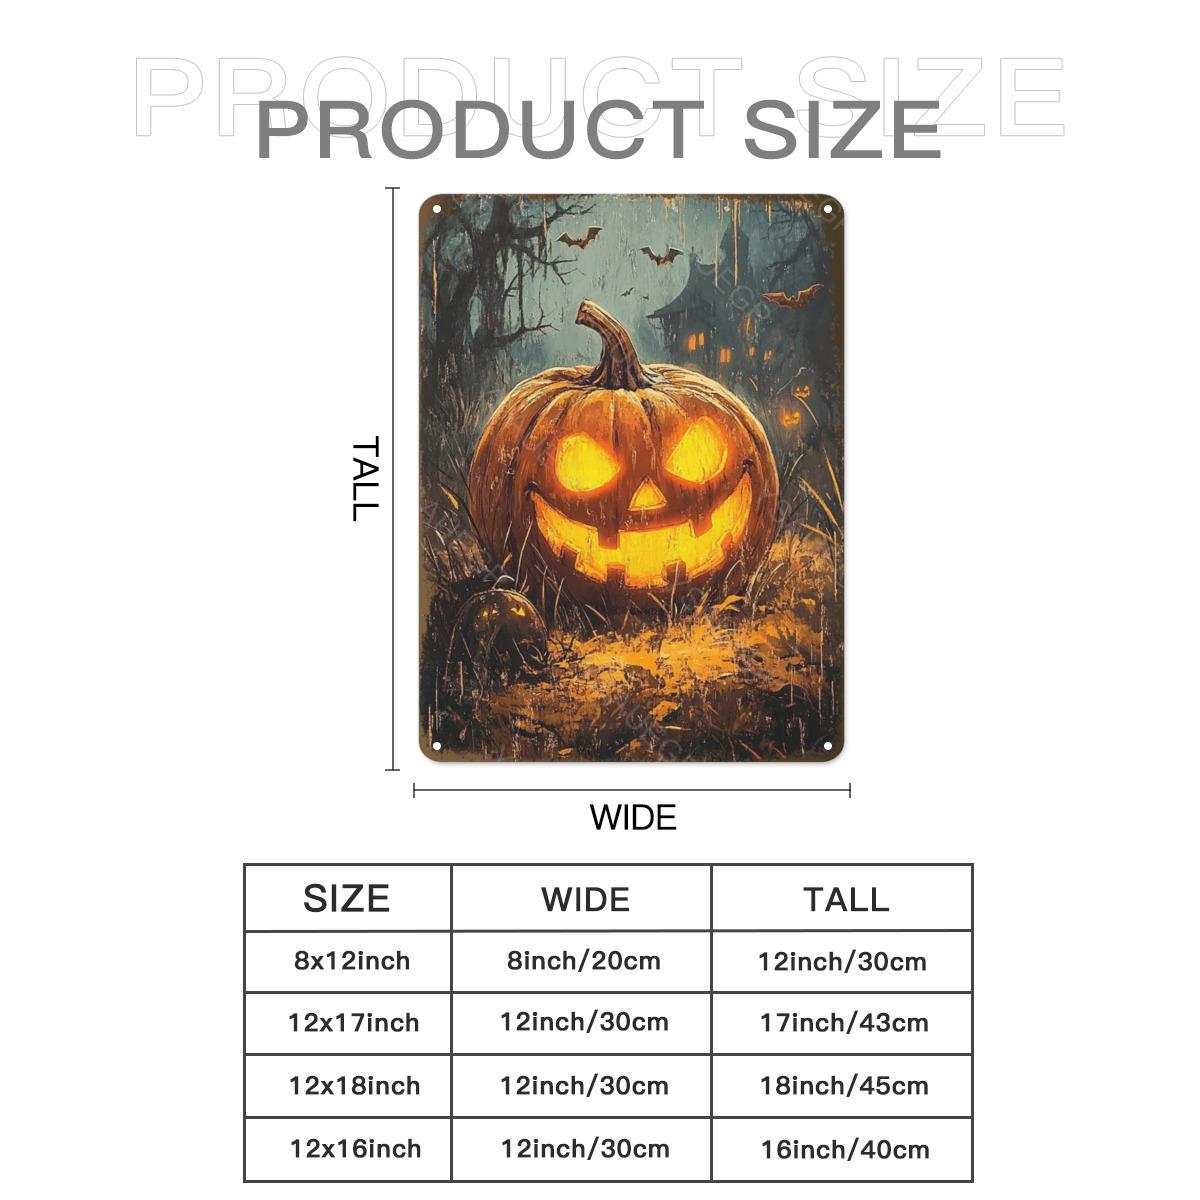 PRODUCT SIZE
PRODUCT SIZE
TALL
WIDE
SIZE WIDE TALL
8x12inch 8inch/20cm 12inch/30cm
12x17inch 12inch/30cm 17inch/43cm
12x18inch 12inch/30cm 18inch/45cm
12x16inch 12inch/30cm 16inch/40cm